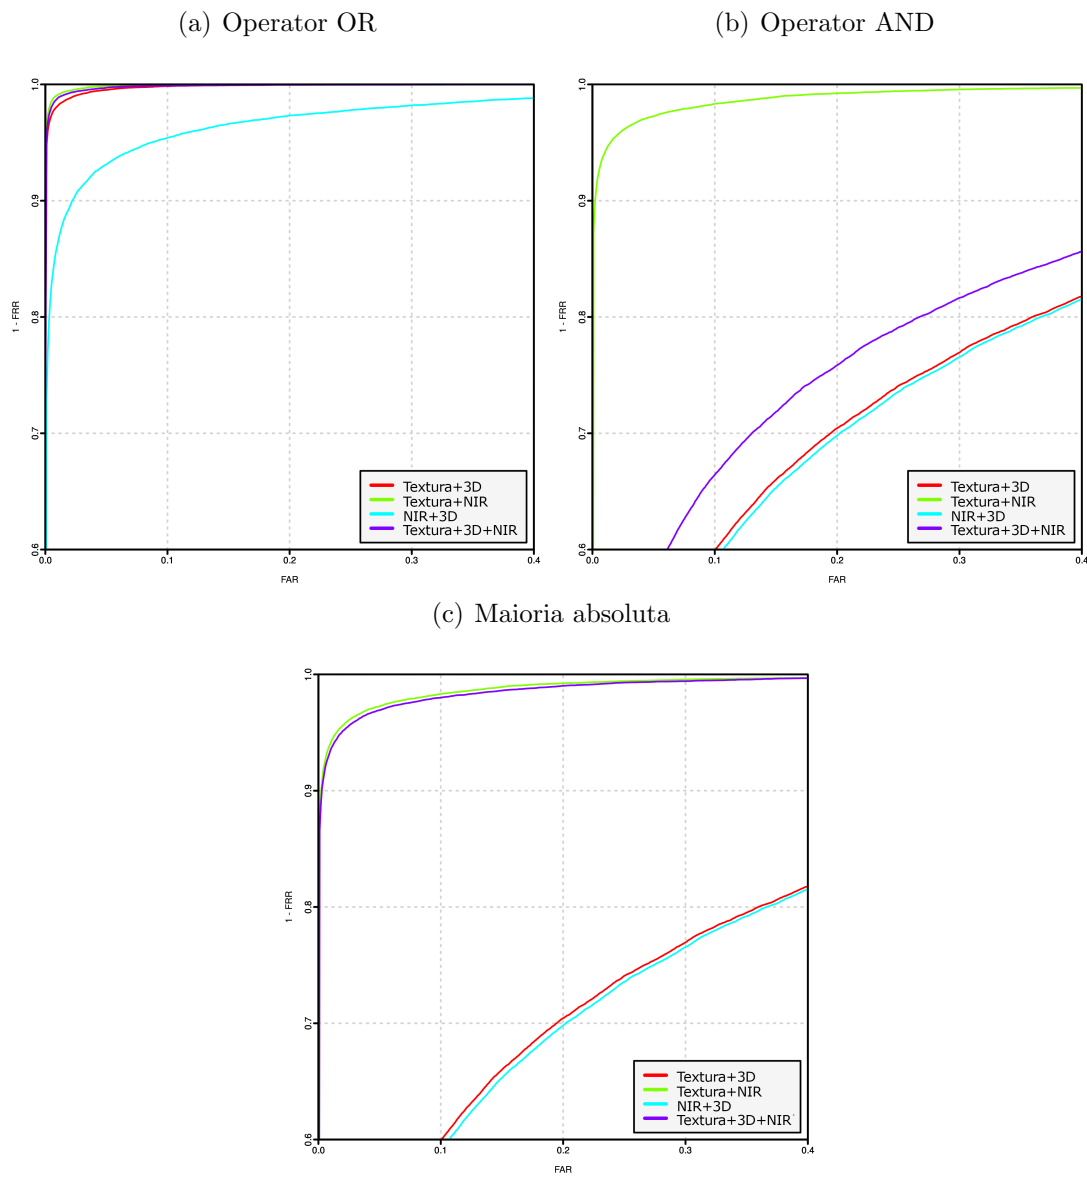 (a) Operator OR
(b) Operator AND
1.0
0.9
0.8
0.7
0.6
1 - FRR
0.0
0.1
0.2
0.3
0.4
FAR
Textura+3D
Textura+NIR
NIR+3D
Textura+3D+NIR
1.0
0.9
0.8
0.7
0.6
1 - FRR
0.0
0.1
0.2
0.3
0.4
FAR
Textura+3D
Textura+NIR
NIR+3D
Textura+3D+NIR
(c) Maioria absoluta
1.0
0.9
0.8
0.7
0.6
1 - FRR
0.0
0.1
0.2
0.3
0.4
FAR
Textura+3D
Textura+NIR
NIR+3D
Textura+3D+NIR